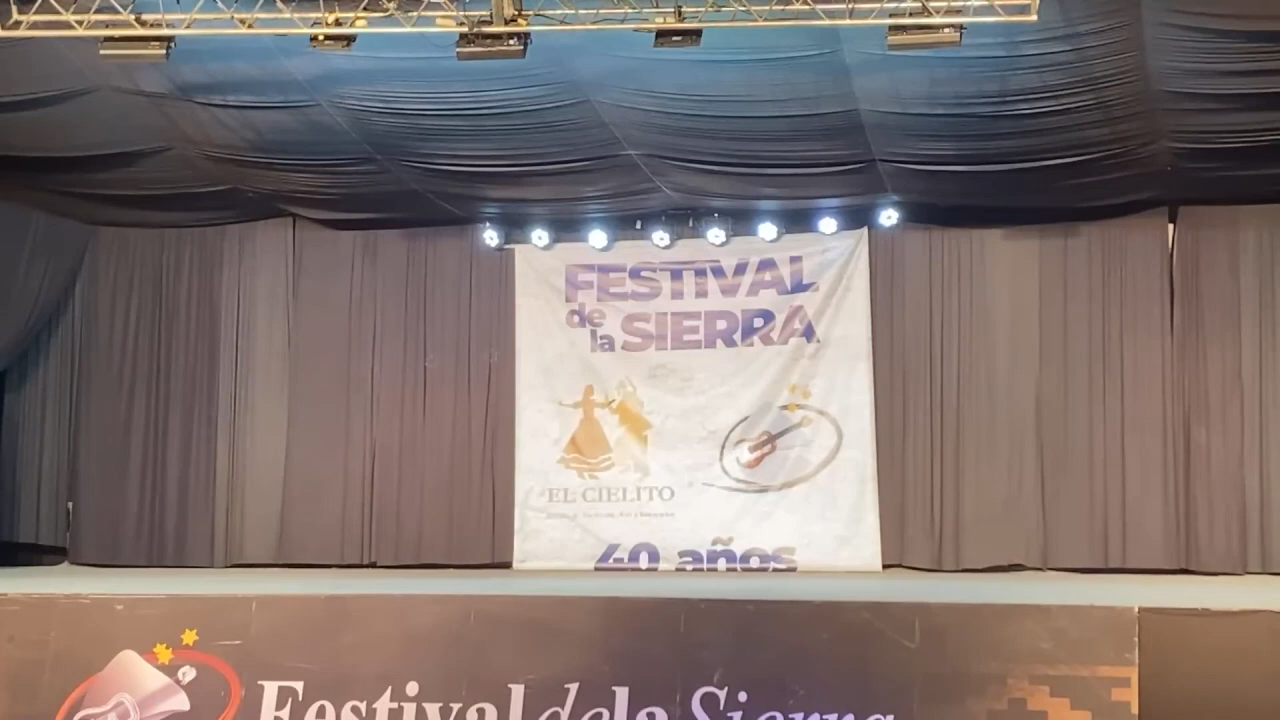 FESTIVAL
de
la SIERRA
EL CIELITO
40 años
Festival de la Sierra